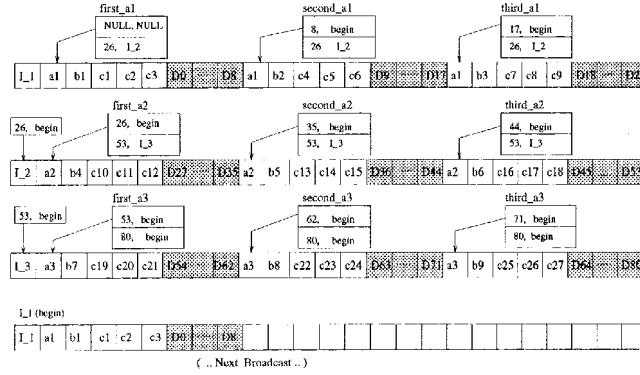 first_a1 second_a1 third_a1
NULL, NULL 8, begin 17, begin
26, I_2 26 I_2 26, I_2
I_1 a1 b1 c1 c2 c3 D0 ... D8 a1 b2 c4 c5 c6 D9 ... D17 a1 b3 c7 c8 c9 D18 ...
first_a2 second_a2 third_a2
26, begin 26, begin 35, begin 44, begin
53, I_3 53, I_3 53, I_3
I_2 a2 b4 c10 c11 c12 D27 ... D35 a2 b5 c13 c14 c15 D36 ... D44 a2 b6 c16 c17 c18 D45 ... D53
first_a3 second_a3 third_a3
53, begin 53, begin 62, begin 71, begin
80, begin 80, begin 80, begin
I_3 a3 b7 c19 c20 c21 D54 ... D62 a3 b8 c22 c23 c24 D63 ... D71 a3 b9 c25 c26 c27 D64 ... D80
I_1 (begin)
I_1 a1 b1 c1 c2 c3 D0 ... D8
( .. Next Broadcast .. )